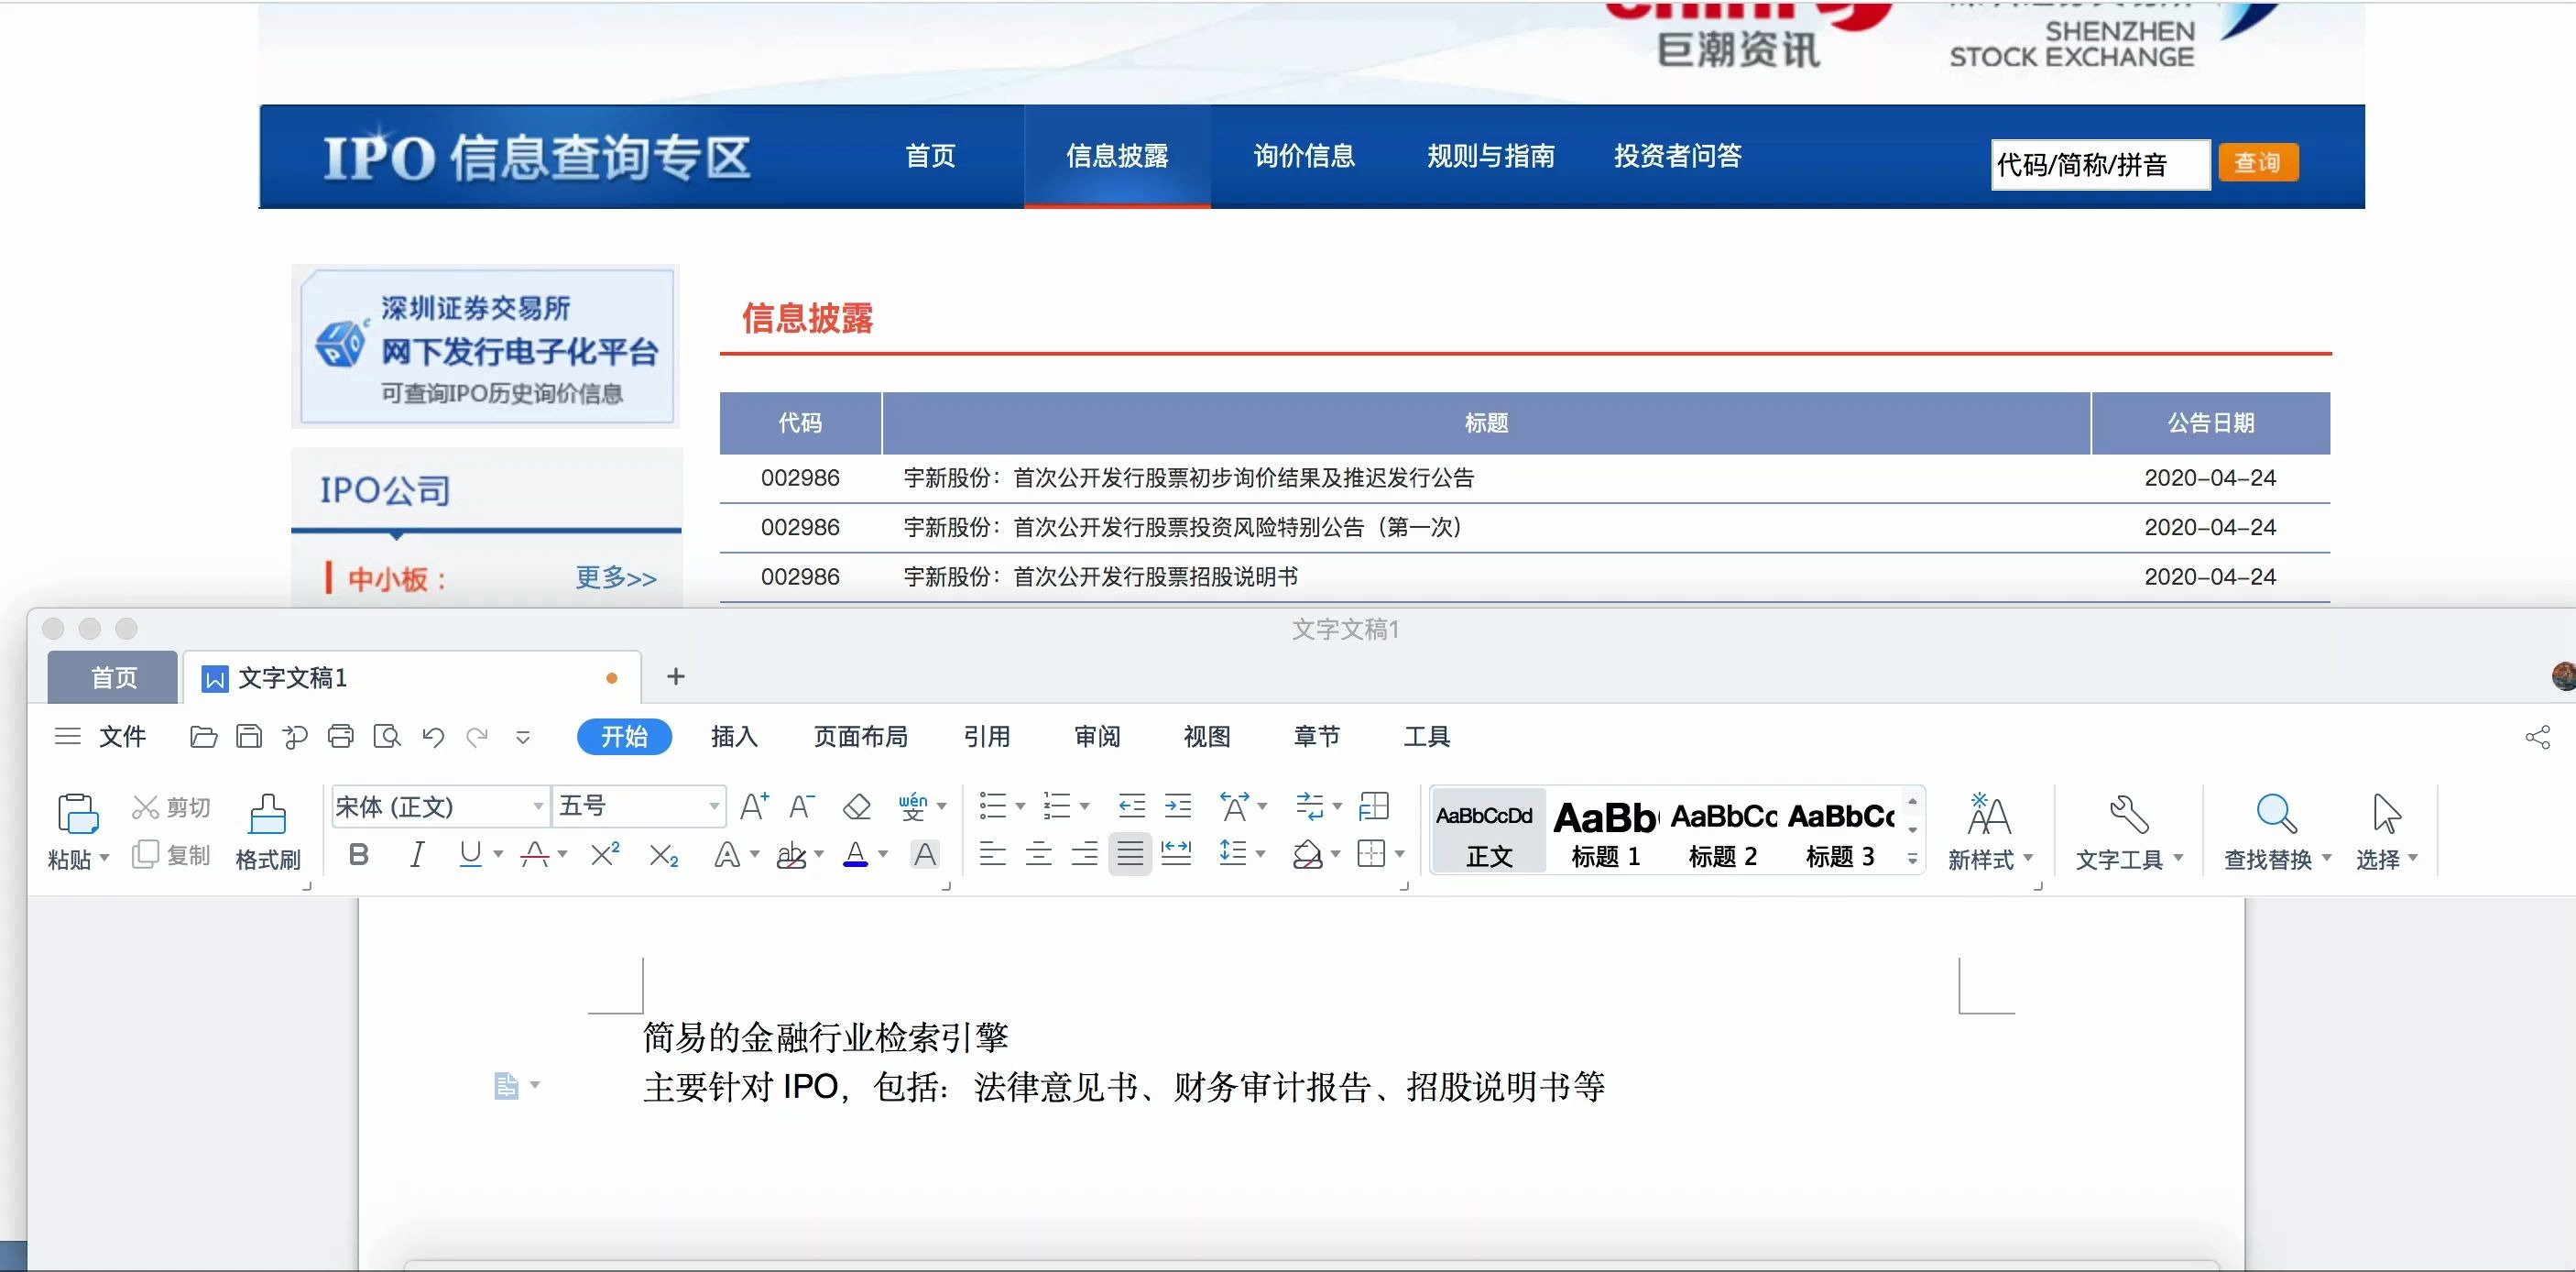 巨潮资讯
SHENZHEN
STOCK EXCHANGE
IPO 信息查询专区
首页
信息披露
询价信息
规则与指南
投资者问答
代码/简称/拼音
查询
深圳证券交易所
网下发行电子化平台
可查询IPO历史询价信息
IPO公司
中小板：
更多>>
信息披露
代码 标题 公告日期
002986 宇新股份：首次公开发行股票初步询价结果及推迟发行公告 2020-04-24
002986 宇新股份：首次公开发行股票投资风险特别公告（第一次） 2020-04-24
002986 宇新股份：首次公开发行股票招股说明书 2020-04-24
文字文稿1
首页
文字文稿1
文件
开始
插入
页面布局
引用
审阅
视图
章节
工具
粘贴
剪切
复制
格式刷
宋体 (正文)
五号
AaBbCcDd
正文
AaBb
标题 1
AaBbCc
标题 2
AaBbCc
标题 3
新样式
文字工具
查找替换
选择
简易的金融行业检索引擎
主要针对 IPO，包括：法律意见书、财务审计报告、招股说明书等